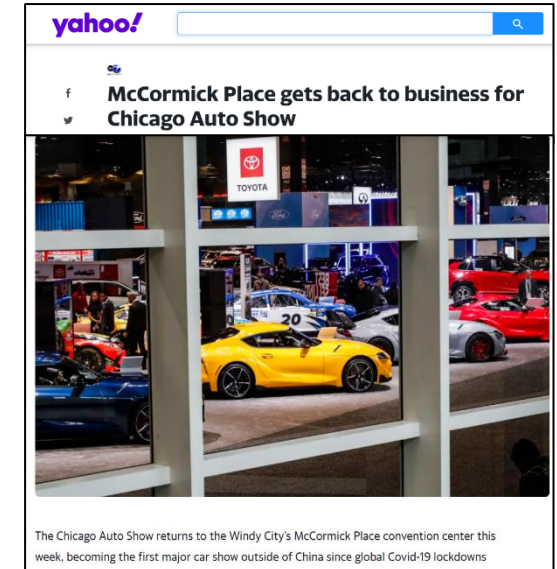 yahoo!
McCormick Place gets back to business for
Chicago Auto Show
TOYOTA
Ford
20
The Chicago Auto Show returns to the Windy City's McCormick Place convention center this
week, becoming the first major car show outside of China since global Covid-19 lockdowns